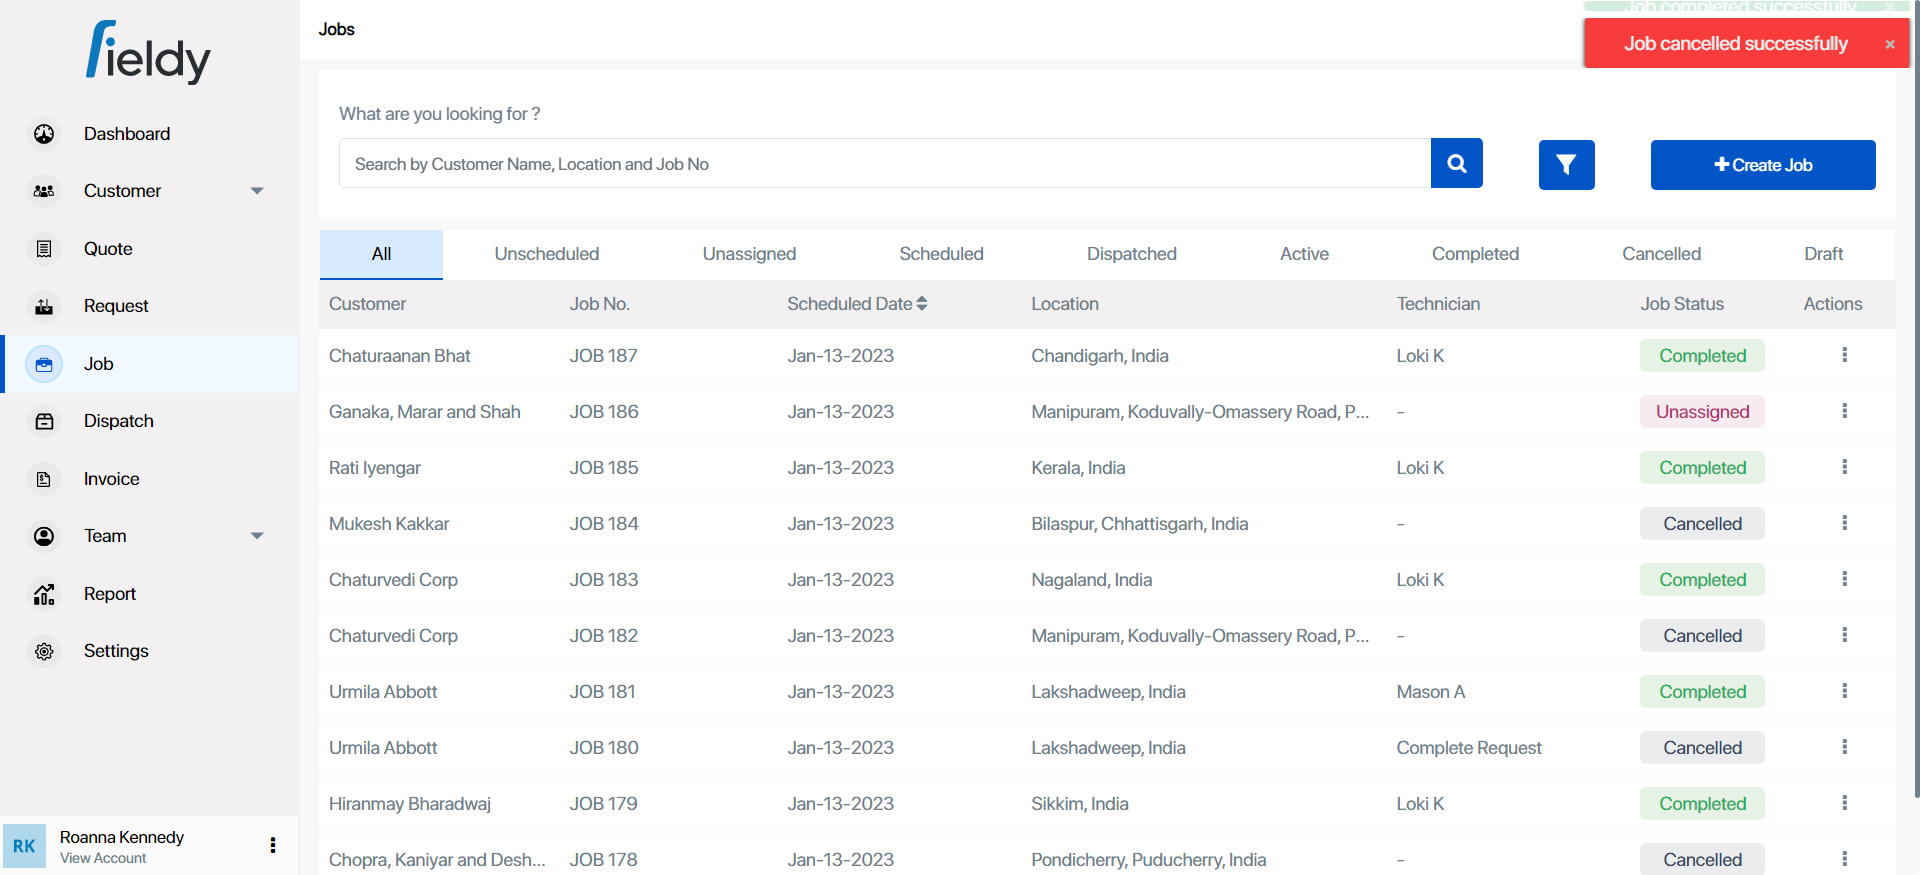 fieldy
Jobs
Job completed successfully
Job cancelled successfully ×
Dashboard
Customer
Quote
Request
Job
Dispatch
Invoice
Team
Report
Settings
RK
Roanna Kennedy
View Account
What are you looking for ?
Search by Customer Name, Location and Job No
Create Job
All Unscheduled Unassigned Scheduled Dispatched Active Completed Cancelled Draft
Customer Job No. Scheduled Date Location Technician Job Status Actions
Chaturaanan Bhat JOB 187 Jan-13-2023 Chandigarh, India Loki K Completed
Ganaka, Marar and Shah JOB 186 Jan-13-2023 Manipuram, Koduvally-Omassery Road, P... - Unassigned
Rati Iyengar JOB 185 Jan-13-2023 Kerala, India Loki K Completed
Mukesh Kakkar JOB 184 Jan-13-2023 Bilaspur, Chhattisgarh, India - Cancelled
Chaturvedi Corp JOB 183 Jan-13-2023 Nagaland, India Loki K Completed
Chaturvedi Corp JOB 182 Jan-13-2023 Manipuram, Koduvally-Omassery Road, P... - Cancelled
Urmila Abbott JOB 181 Jan-13-2023 Lakshadweep, India Mason A Completed
Urmila Abbott JOB 180 Jan-13-2023 Lakshadweep, India Complete Request Cancelled
Hiranmay Bharadwaj JOB 179 Jan-13-2023 Sikkim, India Loki K Completed
Chopra, Kaniyar and Desh... JOB 178 Jan-13-2023 Pondicherry, Puducherry, India - Cancelled